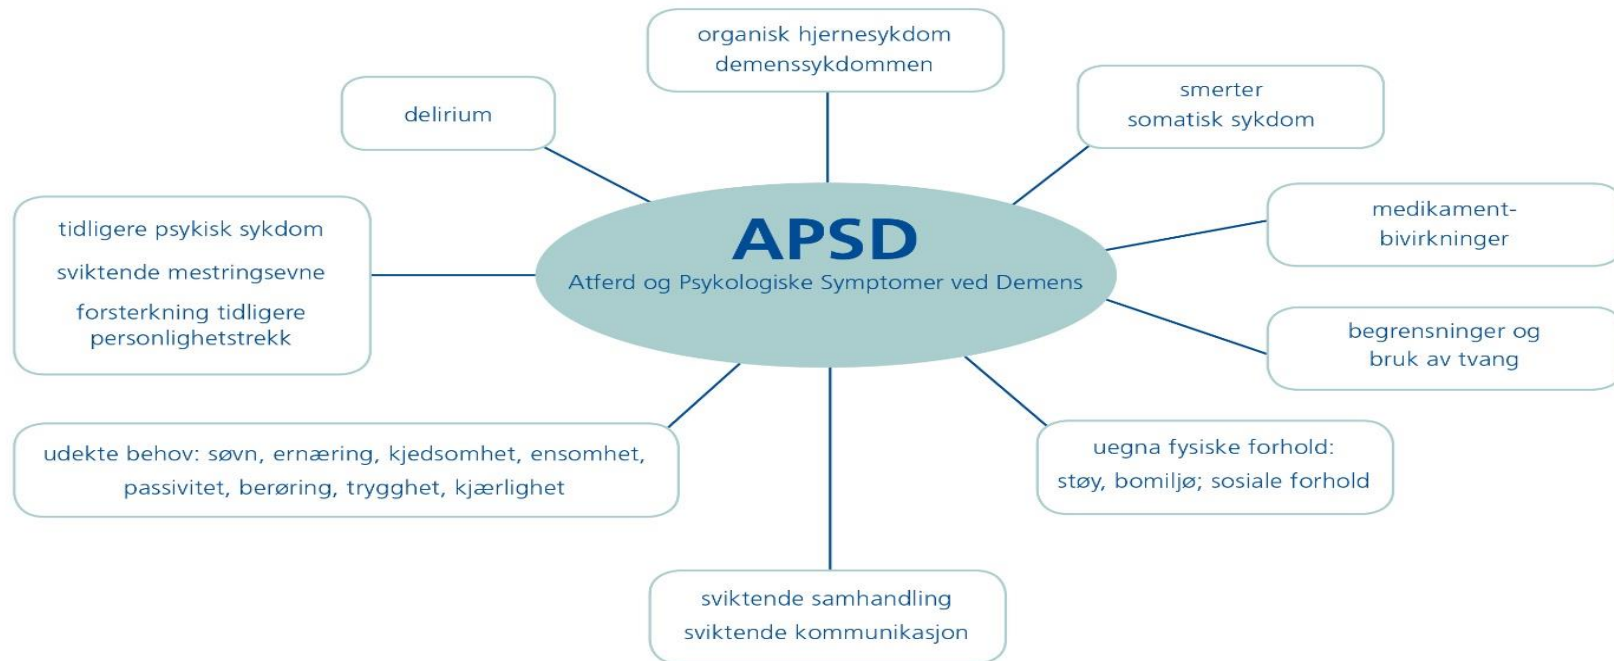 organisk hjernesykdom
demenssykdommen
delirium
smerter
somatisk sykdom
tidligere psykisk sykdom
sviktende mestringsevne
forsterkning tidligere
personlighetstrekk
APSD
Atferd og Psykologiske Symptomer ved Demens
medikament-
bivirkninger
begrensninger og
bruk av tvang
udekte behov: søvn, ernæring, kjedsomhet, ensomhet,
passivitet, berøring, trygghet, kjærlighet
uegna fysiske forhold:
støy, bomiljø; sosiale forhold
sviktende samhandling
sviktende kommunikasjon